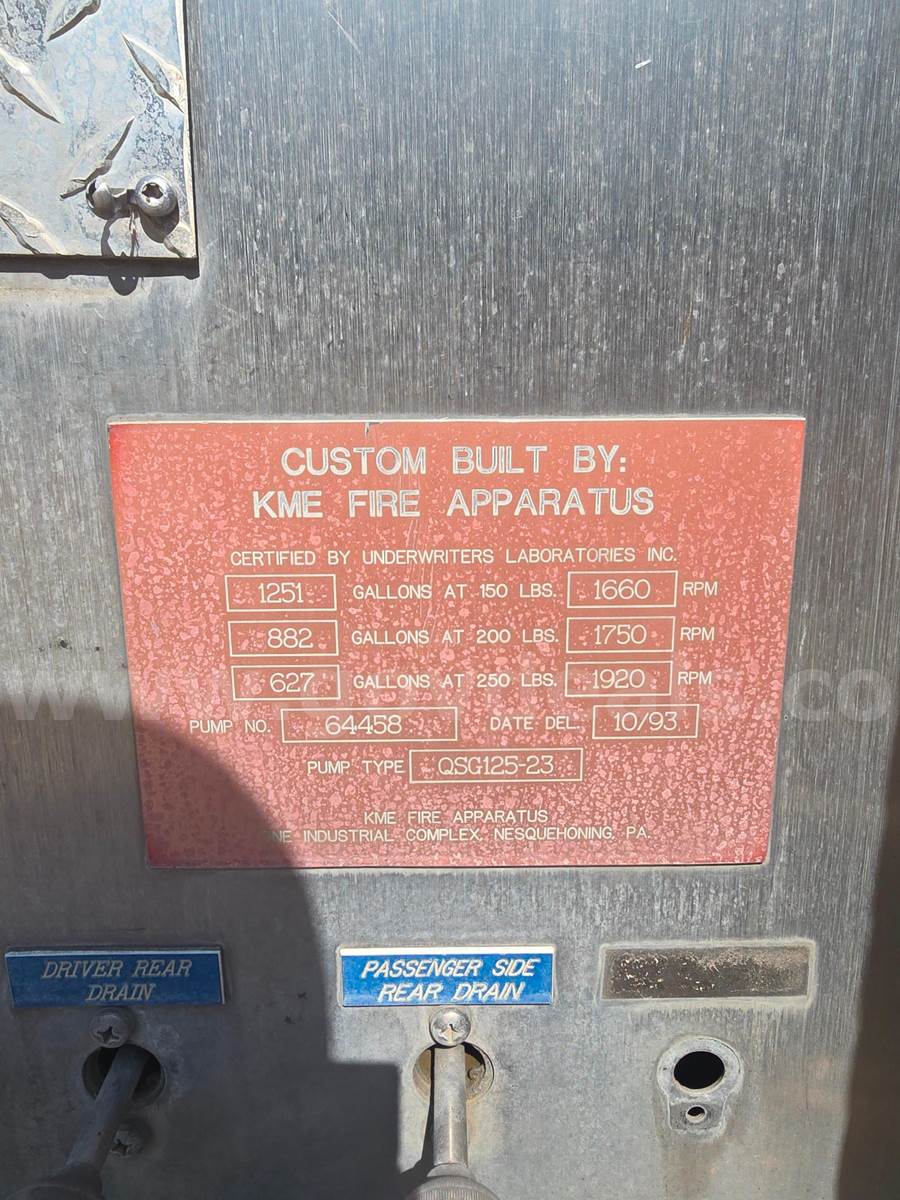 CUSTOM BUILT BY:
KME FIRE APPARATUS
CERTIFIED BY UNDERWRITERS LABORATORIES INC.
1251 GALLONS AT 150 LBS. 1660 RPM
882 GALLONS AT 200 LBS. 1750 RPM
627 GALLONS AT 250 LBS. 1920 RPM
PUMP NO. 64458 DATE DEL. 10/93
PUMP TYPE QSG125-23
KME FIRE APPARATUS
INDUSTRIAL COMPLEX, NESQUEHONING, PA.
DRIVER REAR
DRAIN
PASSENGER SIDE
REAR DRAIN